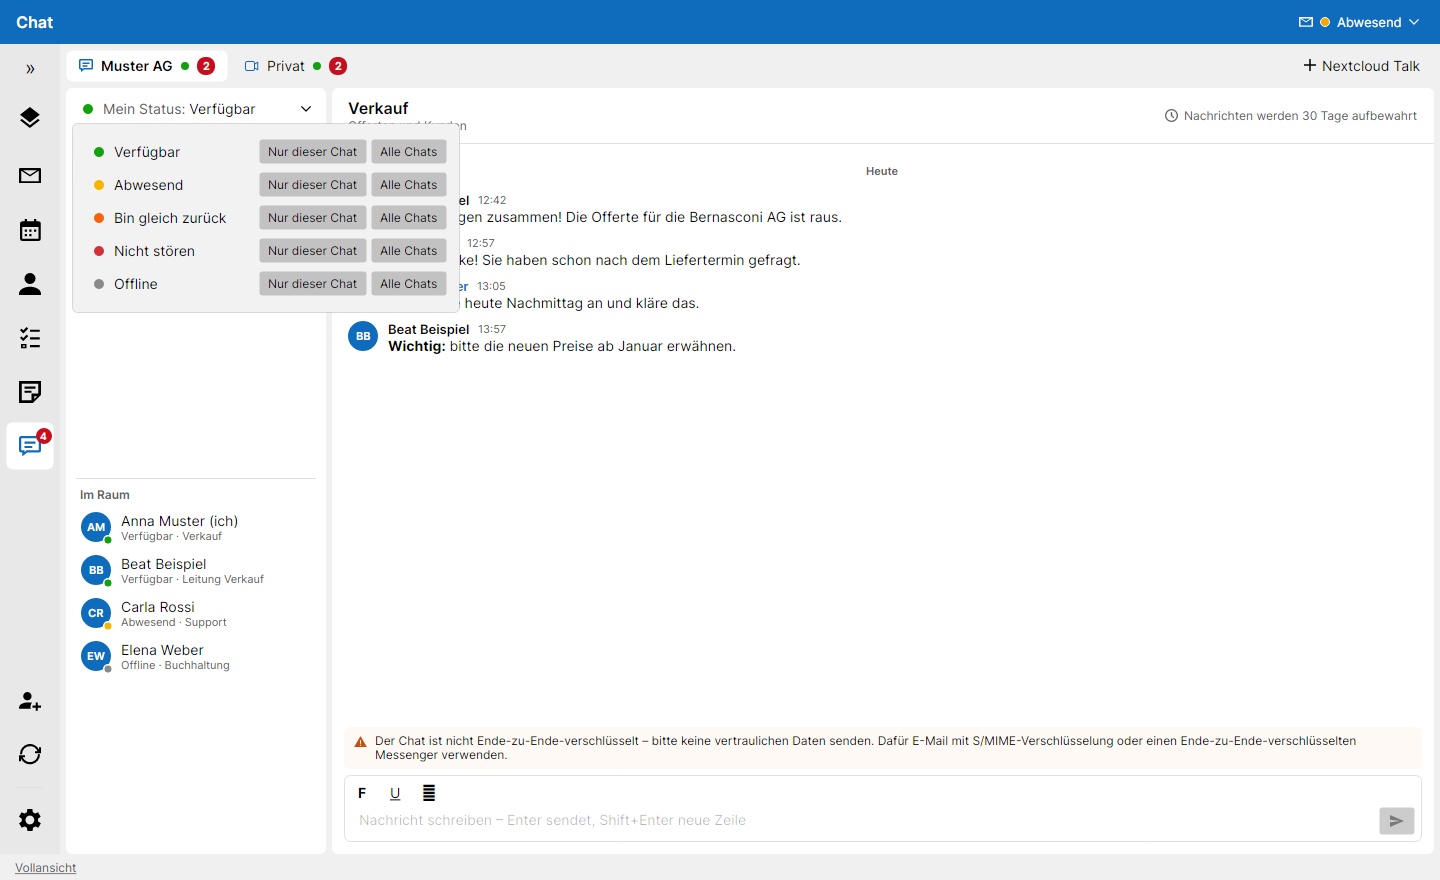 Chat
Abwesend
Muster AG 2
Privat 2
Nextcloud Talk
Mein Status: Verfügbar
Verfügbar Nur dieser Chat Alle Chats
Abwesend Nur dieser Chat Alle Chats
Bin gleich zurück Nur dieser Chat Alle Chats
Nicht stören Nur dieser Chat Alle Chats
Offline Nur dieser Chat Alle Chats
4
Im Raum
AM Anna Muster (ich)
Verfügbar · Verkauf
BB Beat Beispiel
Verfügbar · Leitung Verkauf
CR Carla Rossi
Abwesend · Support
EW Elena Weber
Offline · Buchhaltung
Verkauf
Nachrichten werden 30 Tage aufbewahrt
Heute
12:42
zusammen! Die Offerte für die Bernasconi AG ist raus.
12:57
Sie haben schon nach dem Liefertermin gefragt.
13:05
heute Nachmittag an und kläre das.
BB Beat Beispiel 13:57
Wichtig: bitte die neuen Preise ab Januar erwähnen.
Der Chat ist nicht Ende-zu-Ende-verschlüsselt – bitte keine vertraulichen Daten senden. Dafür E-Mail mit S/MIME-Verschlüsselung oder einen Ende-zu-Ende-verschlüsselten
Messenger verwenden.
F U
Nachricht schreiben – Enter sendet, Shift+Enter neue Zeile
Vollansicht